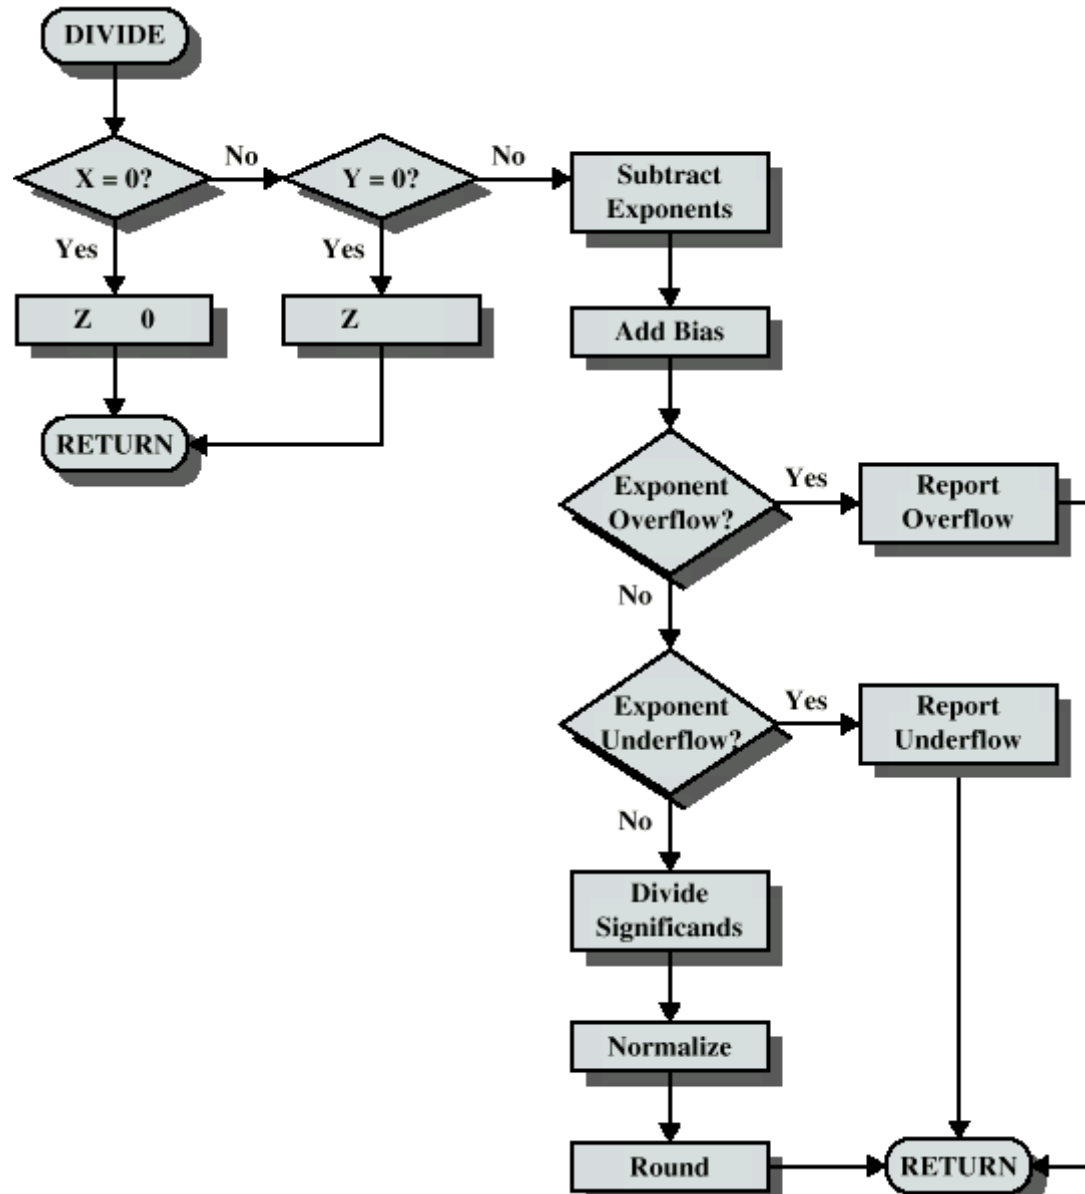 DIVIDE
X = 0?
No
Y = 0?
No
Subtract
Exponents
Yes
Yes
Z 0
Z
Add Bias
RETURN
Exponent
Overflow?
Yes
Report
Overflow
No
Exponent
Underflow?
Yes
Report
Underflow
No
Divide
Significands
Normalize
Round
RETURN